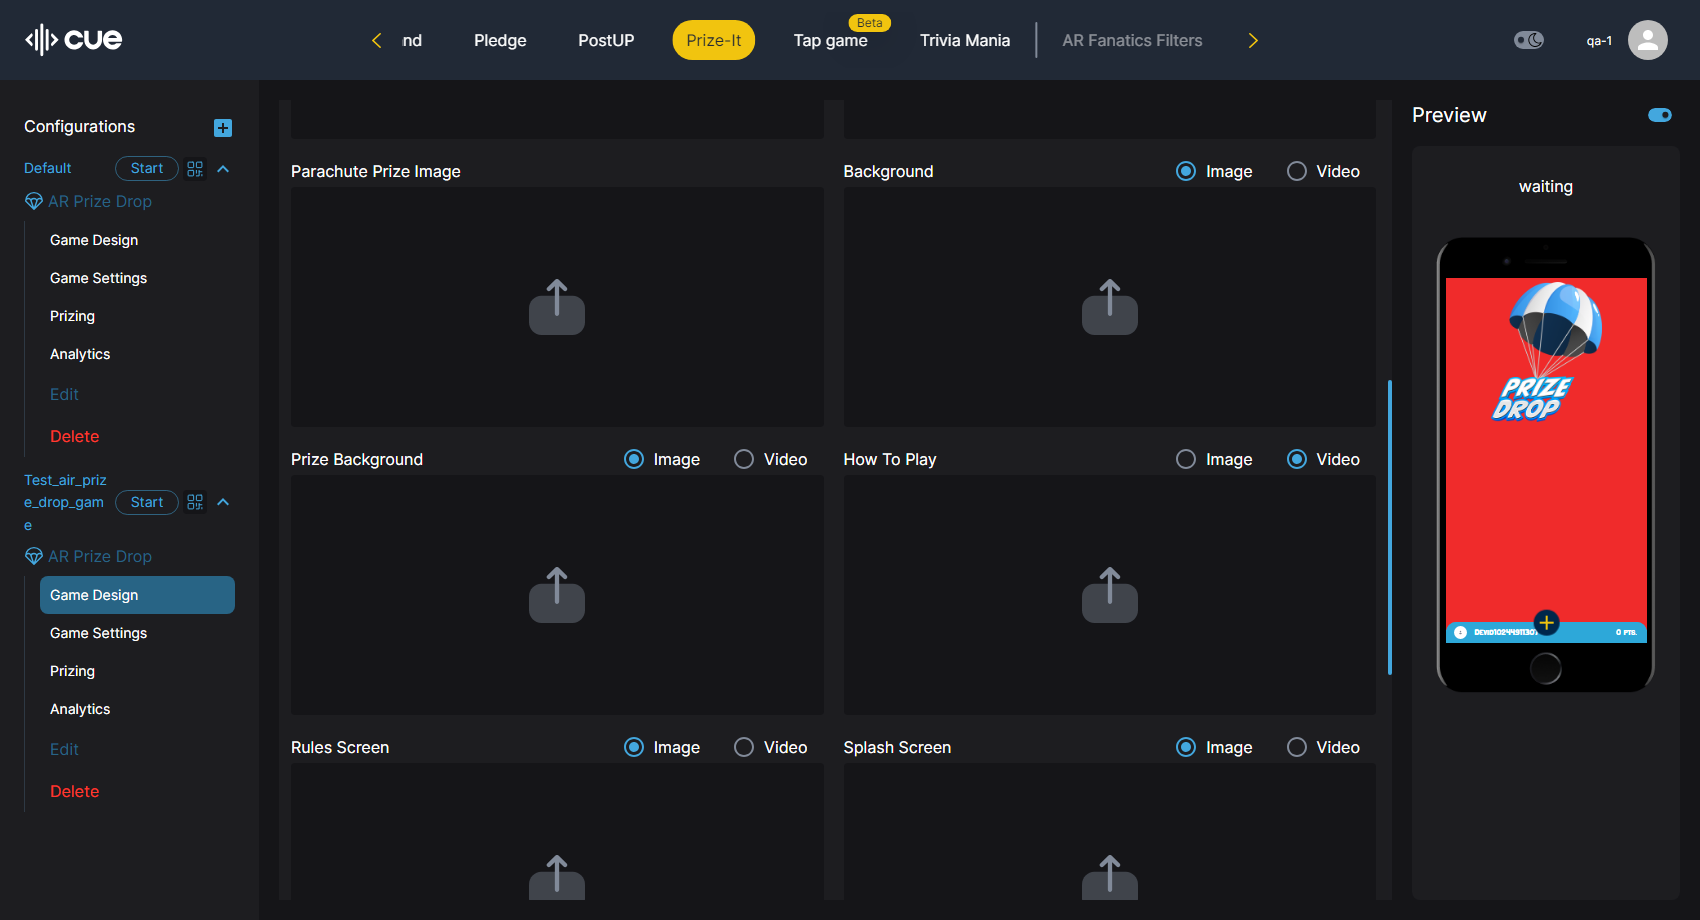 cue
nd
Pledge
PostUP
Prize-It
Beta
Tap game
Trivia Mania
AR Fanatics Filters
qa-1
Configurations
Default
Start
AR Prize Drop
Game Design
Game Settings
Prizing
Analytics
Edit
Delete
Test_air_priz
e_drop_gam
e
Start
AR Prize Drop
Game Design
Game Settings
Prizing
Analytics
Edit
Delete
Parachute Prize Image
Background
Image
Video
Prize Background
Image
Video
How To Play
Image
Video
Rules Screen
Image
Video
Splash Screen
Image
Video
Preview
waiting
PRIZE
DROP
0 PTS.